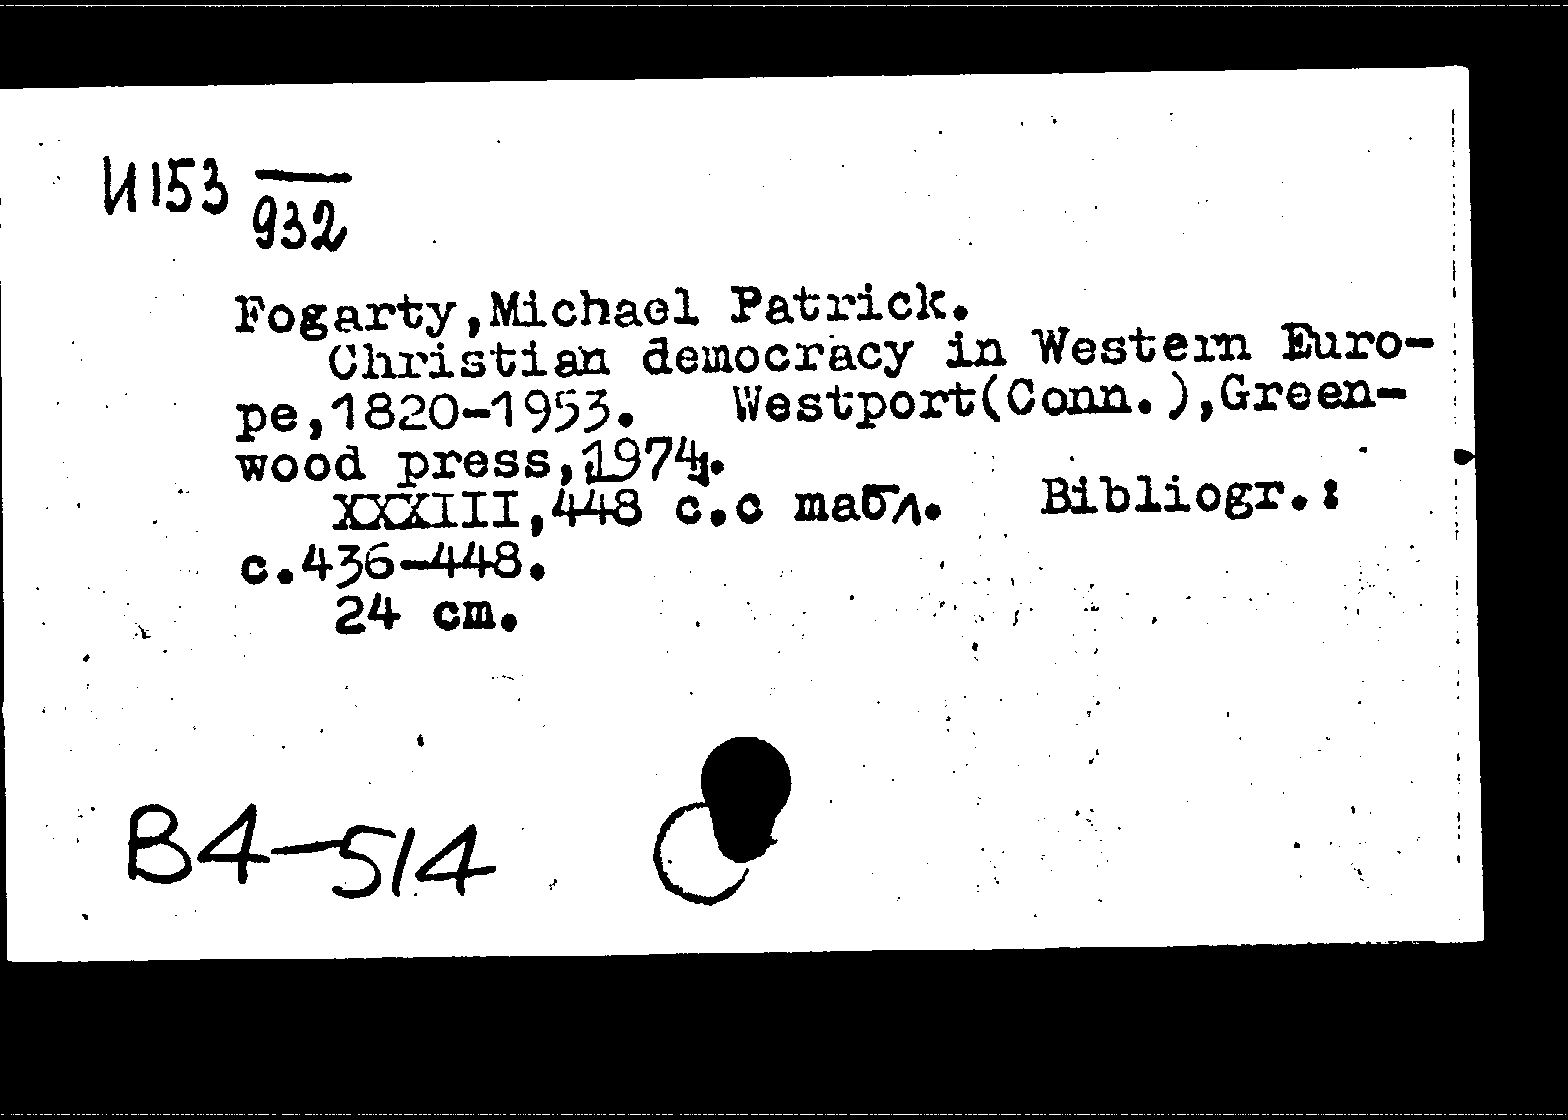 И153 932
Fogarty,Michael Patrick.
Christian democracy in Western Euro-
pe,1820-1953. Westport(Conn.),Green-
wood press,1974.
XXXIII,448 c.c табл. Bibliogr.:
c.436-448.
24 cm.
B4-514